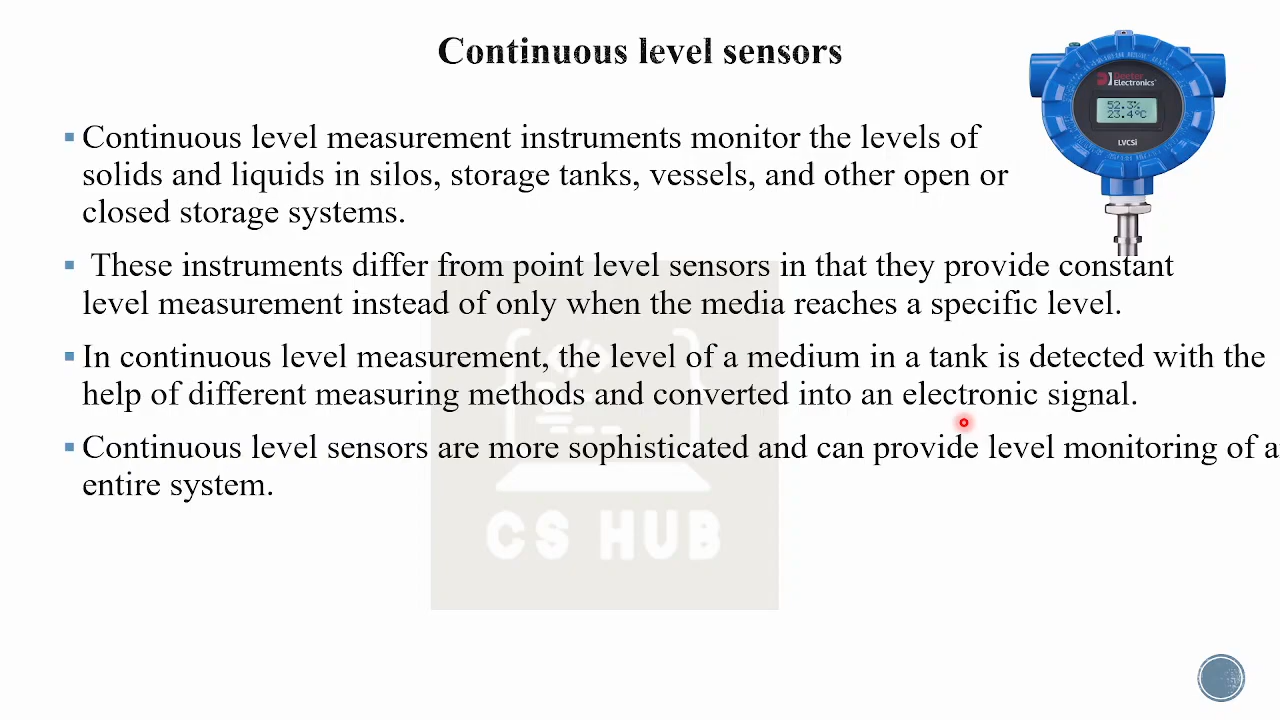 Continuous level sensors
Dexter
Electronics
52.3%
23.4°C
LVCSi
Continuous level measurement instruments monitor the levels of
solids and liquids in silos, storage tanks, vessels, and other open or
closed storage systems.
These instruments differ from point level sensors in that they provide constant
level measurement instead of only when the media reaches a specific level.
In continuous level measurement, the level of a medium in a tank is detected with the
help of different measuring methods and converted into an electronic signal.
Continuous level sensors are more sophisticated and can provide level monitoring of a
entire system.
CS HUB